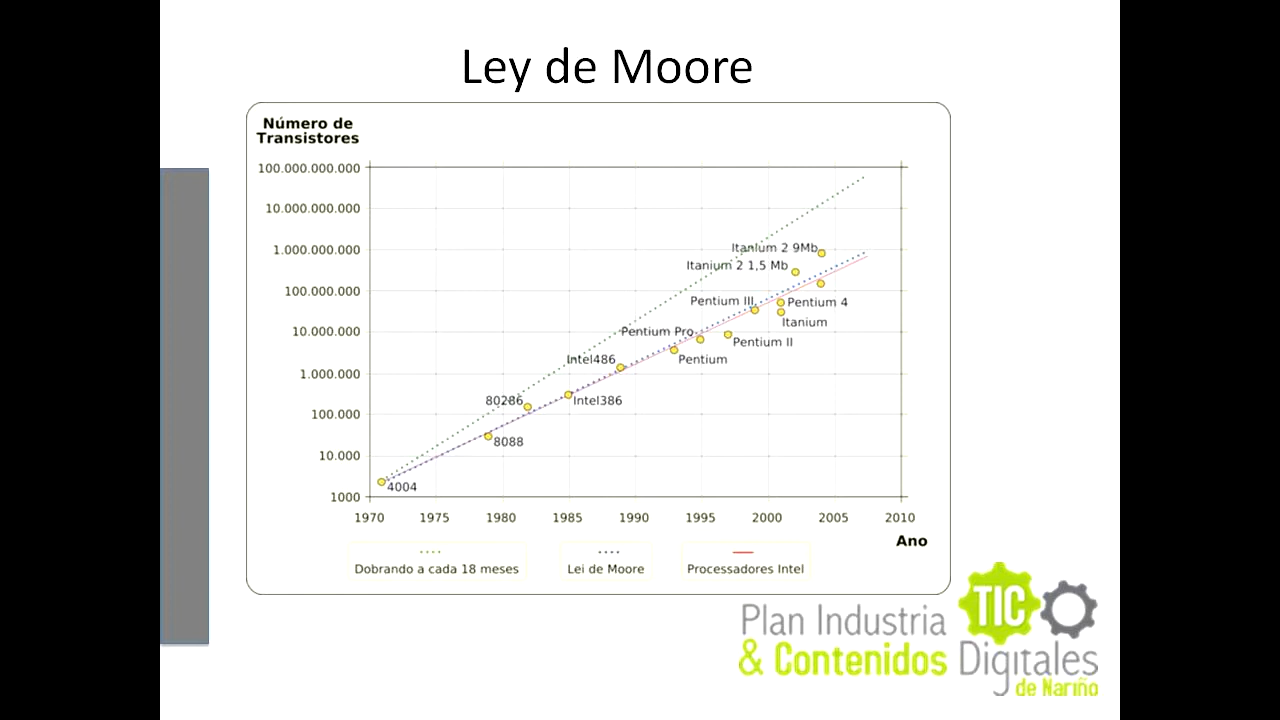 Ley de Moore
Número de
Transistores
100.000.000.000
10.000.000.000
1.000.000.000
100.000.000
10.000.000
1.000.000
100.000
10.000
1000
Itanium 2 9Mb
Itanium 2 1,5 Mb
Pentium III
Pentium 4
Itanium
Pentium Pro
Pentium II
Intel486
Pentium
80286
Intel386
8088
4004
1970 1975 1980 1985 1990 1995 2000 2005 2010
Ano
Dobrando a cada 18 meses
Lei de Moore
Processadores Intel
TIC
Plan Industria
& Contenidos Digitales
de Nariño